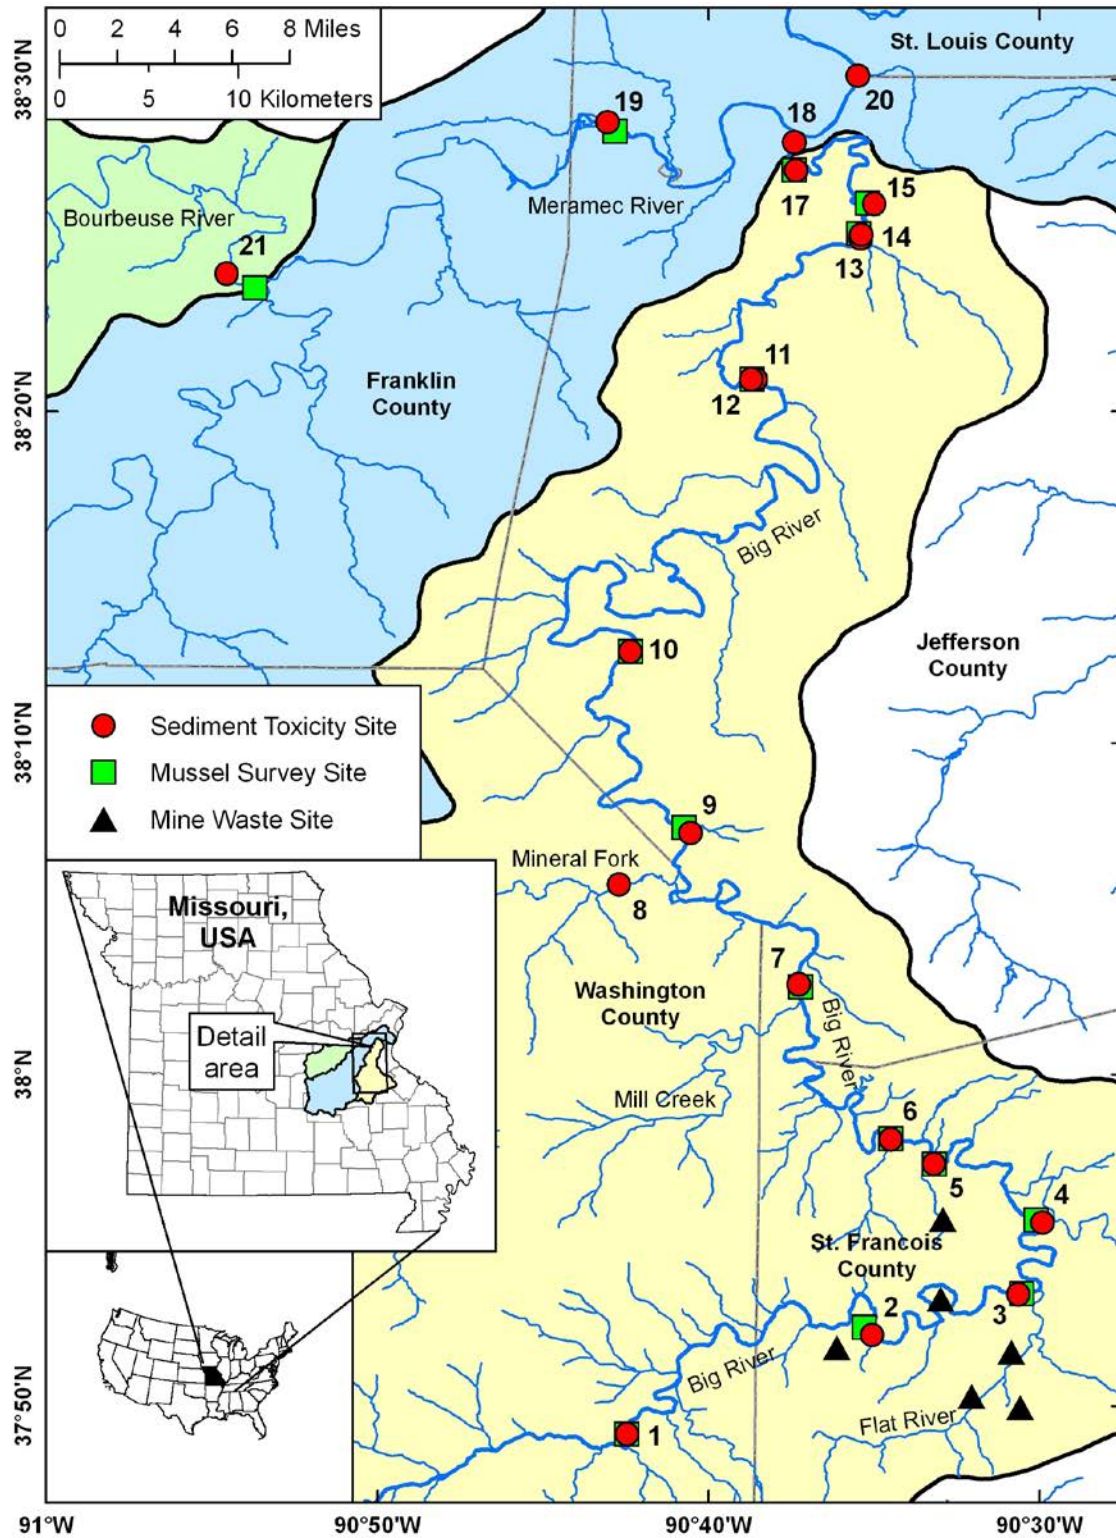 0 2 4 6 8 Miles
0 5 10 Kilometers
St. Louis County
38°30'N
20
19
18
Bourbeuse River
Meramec River
17
15
21
14
13
11
Franklin
County
12
38°20'N
Big River
10
Jefferson
County
38°10'N
Sediment Toxicity Site
Mussel Survey Site
Mine Waste Site
9
Mineral Fork
8
Missouri,
USA
7
Washington
County
Big River
Detail
area
38°N
Mill Creek
6
5
4
St. Francois
County
3
2
Big River
Flat River
37°50'N
1
91°W
90°50'W
90°40'W
90°30'W